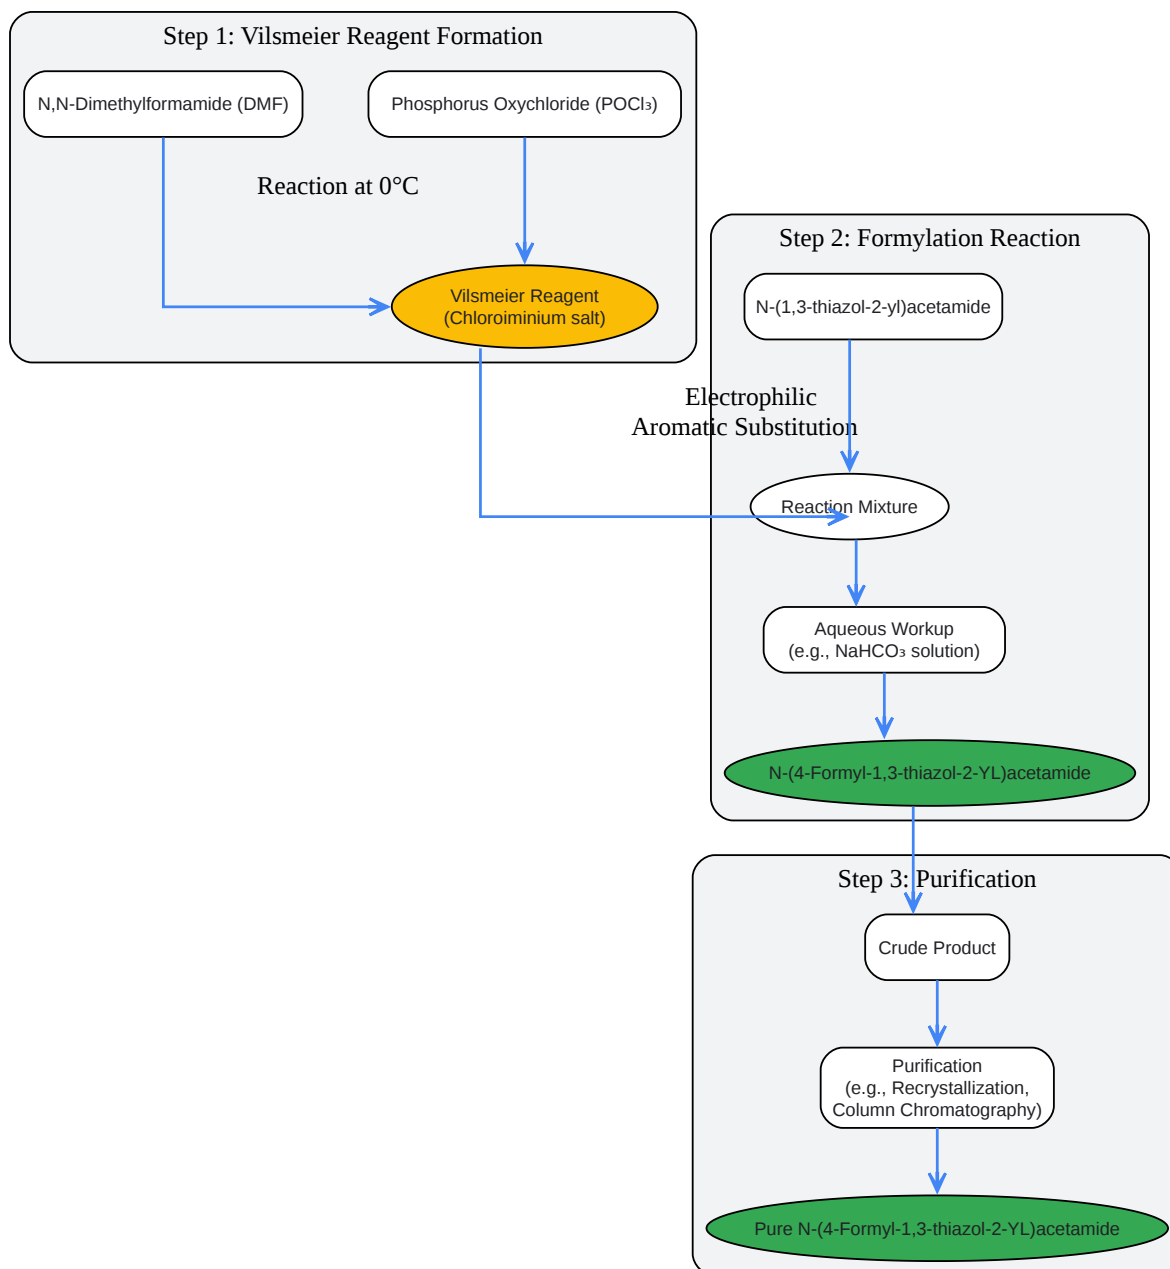 Step 1: Vilsmeier Reagent Formation
N,N-Dimethylformamide (DMF)
Phosphorus Oxychloride (POCl₃)
Reaction at 0°C
Vilsmeier Reagent
(Chloroiminium salt)
Step 2: Formylation Reaction
N-(1,3-thiazol-2-yl)acetamide
Electrophilic
Aromatic Substitution
Reaction Mixture
Aqueous Workup
(e.g., NaHCO₃ solution)
N-(4-Formyl-1,3-thiazol-2-YL)acetamide
Step 3: Purification
Crude Product
Purification
(e.g., Recrystallization,
Column Chromatography)
Pure N-(4-Formyl-1,3-thiazol-2-YL)acetamide